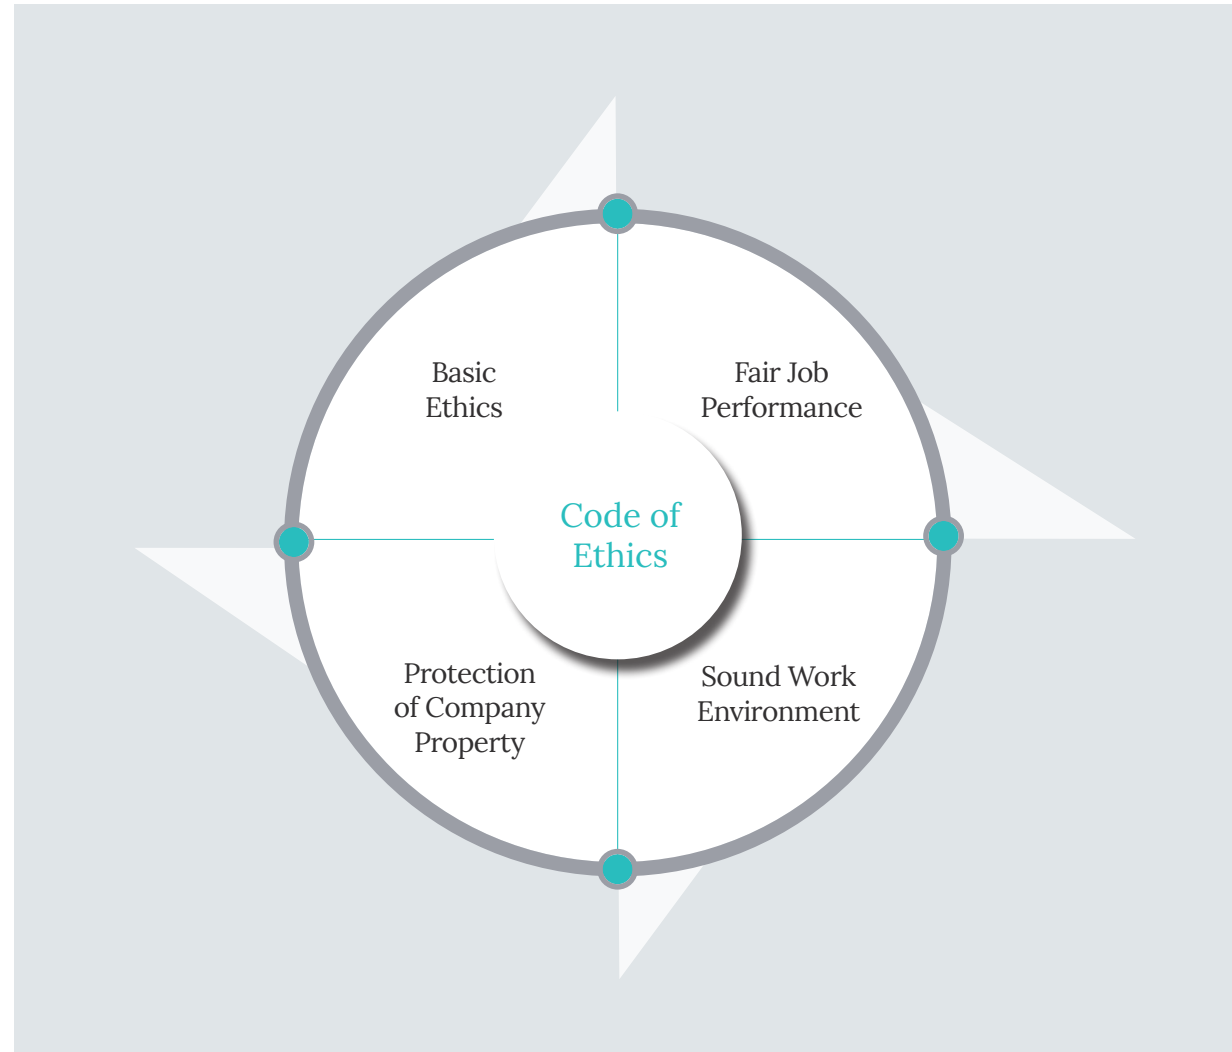 Basic
Ethics
Fair Job
Performance
Code of
Ethics
Protection
of Company
Property
Sound Work
Environment